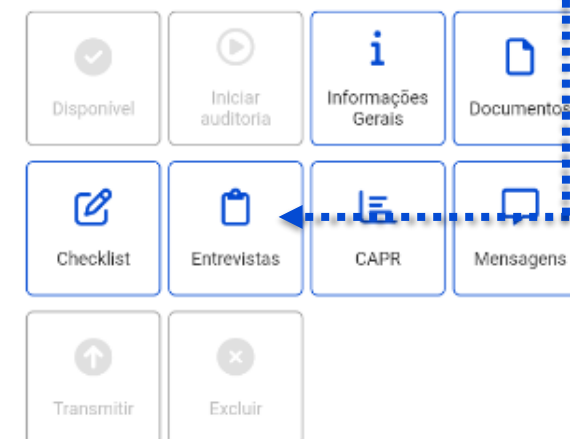 Disponível
Iniciar
auditoria
Informações
Gerais
Documentos
Checklist
Entrevistas
CAPR
Mensagens
Transmitir
Excluir